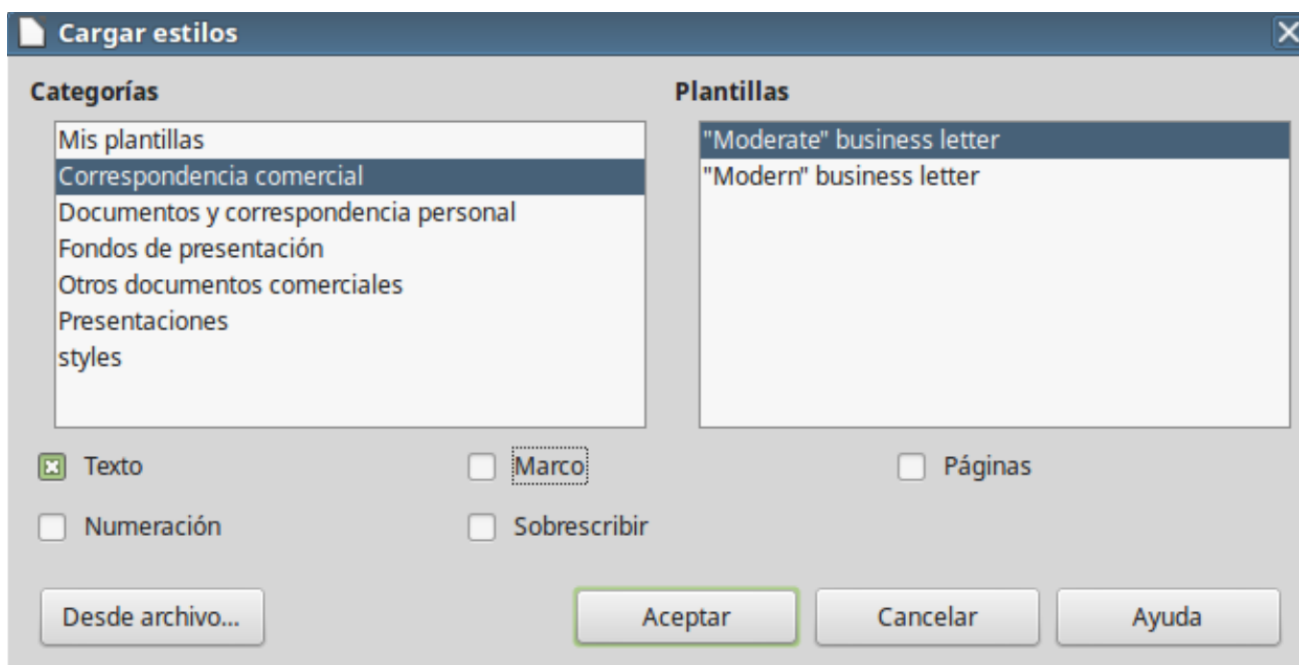 Cargar estilos
Categorías
Mis plantillas
Correspondencia comercial
Documentos y correspondencia personal
Fondos de presentación
Otros documentos comerciales
Presentaciones
styles
Plantillas
"Moderate" business letter
"Modern" business letter
Texto
Marco
Páginas
Numeración
Sobrescribir
Desde archivo...
Aceptar
Cancelar
Ayuda